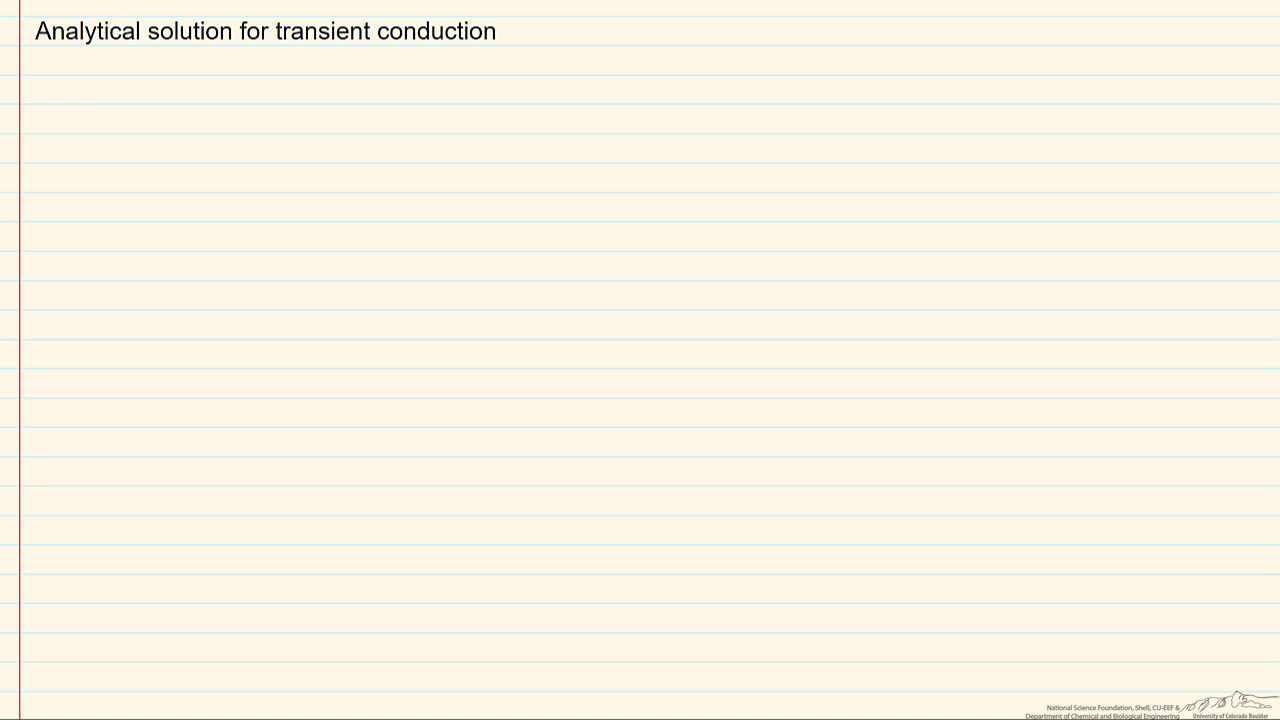 Analytical solution for transient conduction
National Science Foundation, Shell, CU-EEF &
Department of Chemical and Biological Engineering
University of Colorado Boulder